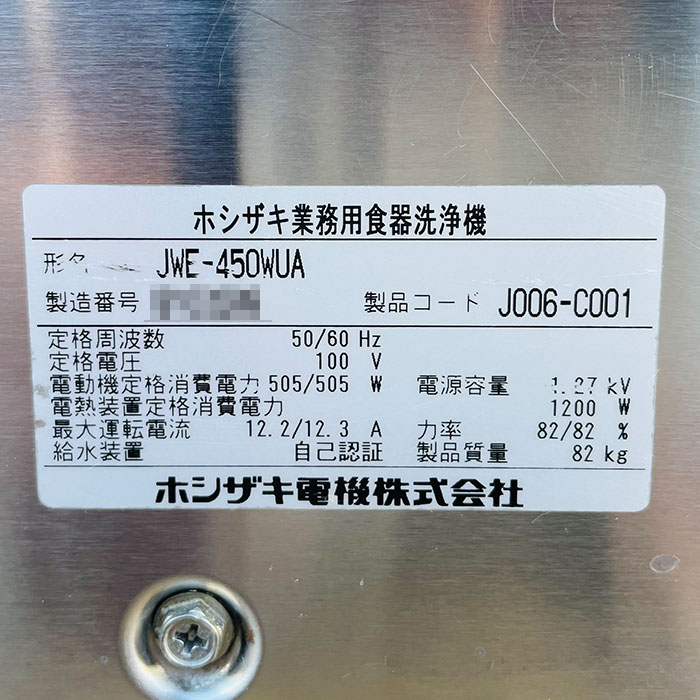 ホシザキ業務用食器洗浄機
形名 JWE-450WUA
製造番号 製品コード J006-C001
定格周波数 50/60 Hz
定格電圧 100 V
電動機定格消費電力 505/505 W 電源容量 1.27 kV
電熱装置定格消費電力 1200 W
最大運転電流 12.2/12.3 A 力率 82/82 %
給水装置 自己認証 製品質量 82 kg
ホシザキ電機株式会社